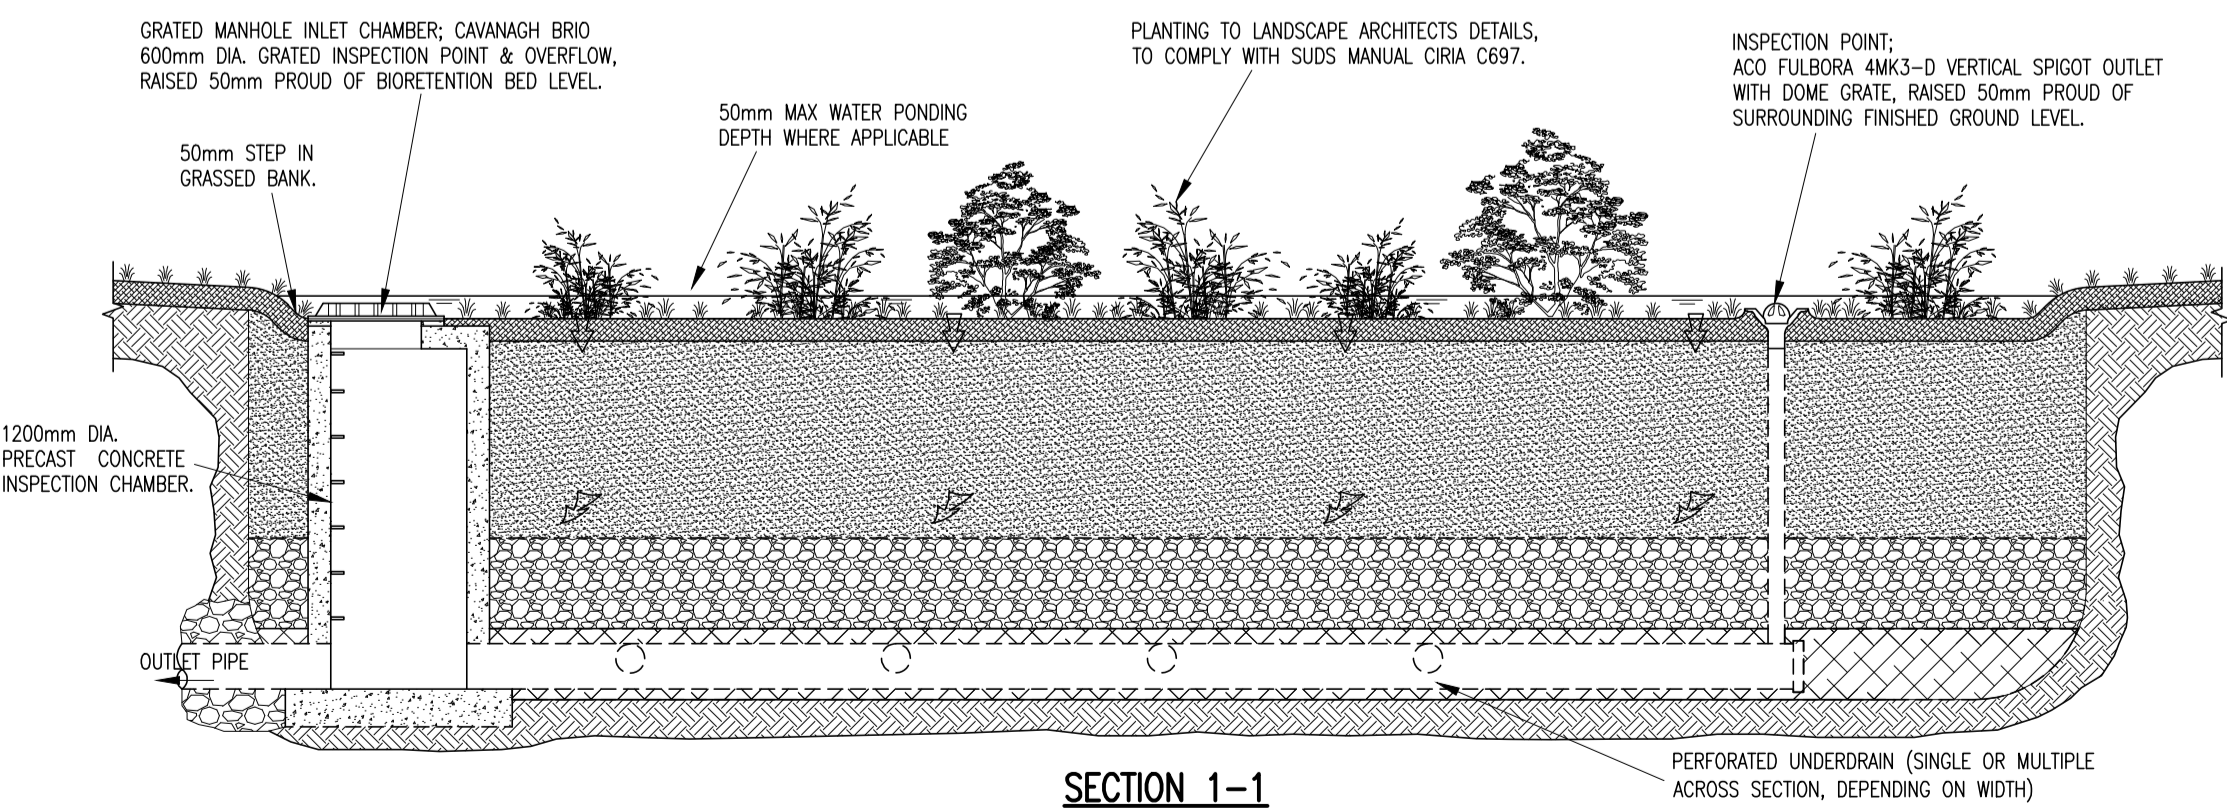 GRATED MANHOLE INLET CHAMBER; CAVANAGH BRIO
600mm DIA. GRATED INSPECTION POINT & OVERFLOW,
RAISED 50mm PROUD OF BIORETENTION BED LEVEL.
50mm STEP IN
GRASSED BANK.
50mm MAX WATER PONDING
DEPTH WHERE APPLICABLE
PLANTING TO LANDSCAPE ARCHITECTS DETAILS,
TO COMPLY WITH SUDS MANUAL CIRIA C697.
INSPECTION POINT;
ACO FULBORA 4MK3-D VERTICAL SPIGOT OUTLET
WITH DOME GRATE, RAISED 50mm PROUD OF
SURROUNDING FINISHED GROUND LEVEL.
1200mm DIA.
PRECAST CONCRETE
INSPECTION CHAMBER.
OUTLET PIPE
PERFORATED UNDERDRAIN (SINGLE OR MULTIPLE
ACROSS SECTION, DEPENDING ON WIDTH)
SECTION 1-1